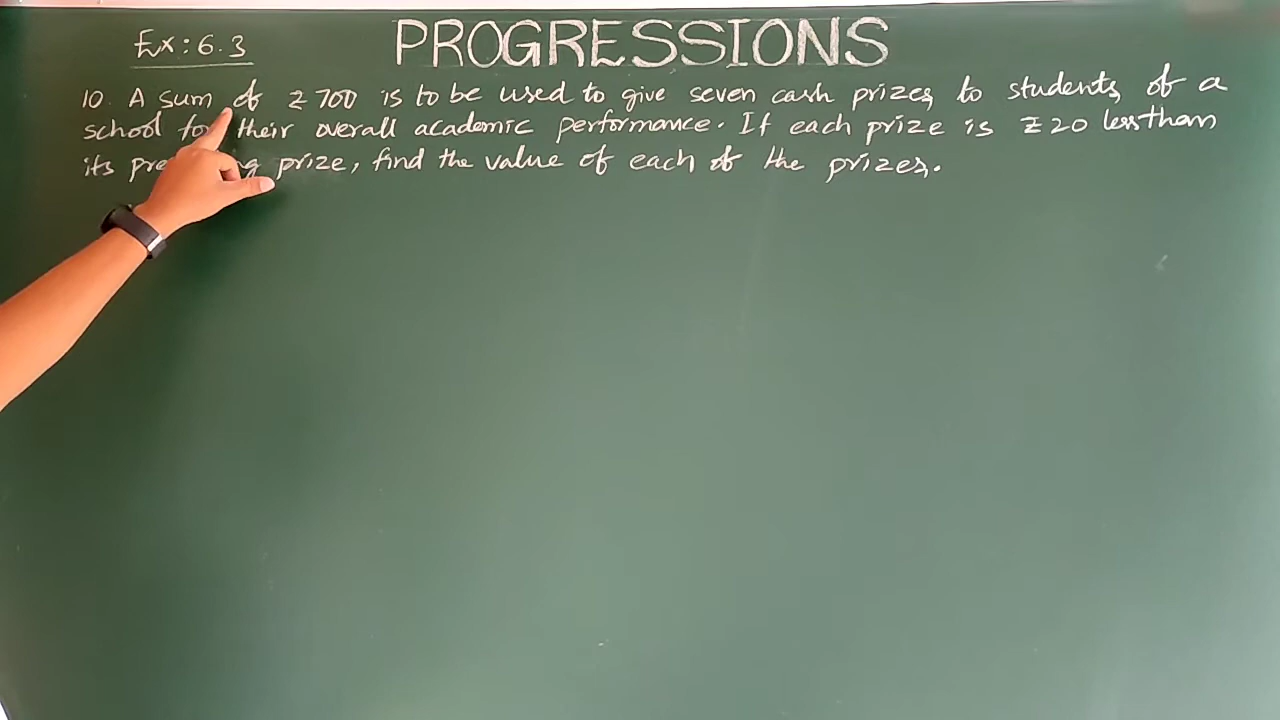 Ex: 6.3
PROGRESSIONS
10. A sum of ₹ 700 is to be used to give seven cash prizes to students of a
school for their overall academic performance. If each prize is ₹ 20 less than
its prize, find the value of each of the prizes.